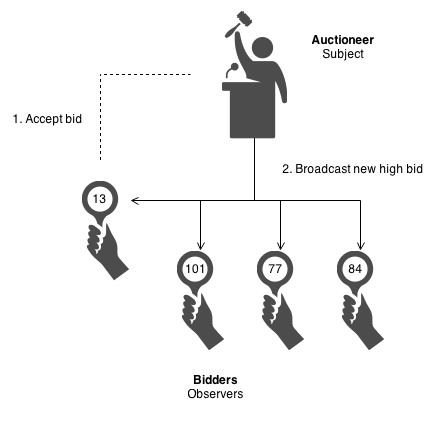 Auctioneer
Subject
1. Accept bid
2. Broadcast new high bid
13
101
77
84
Bidders
Observers